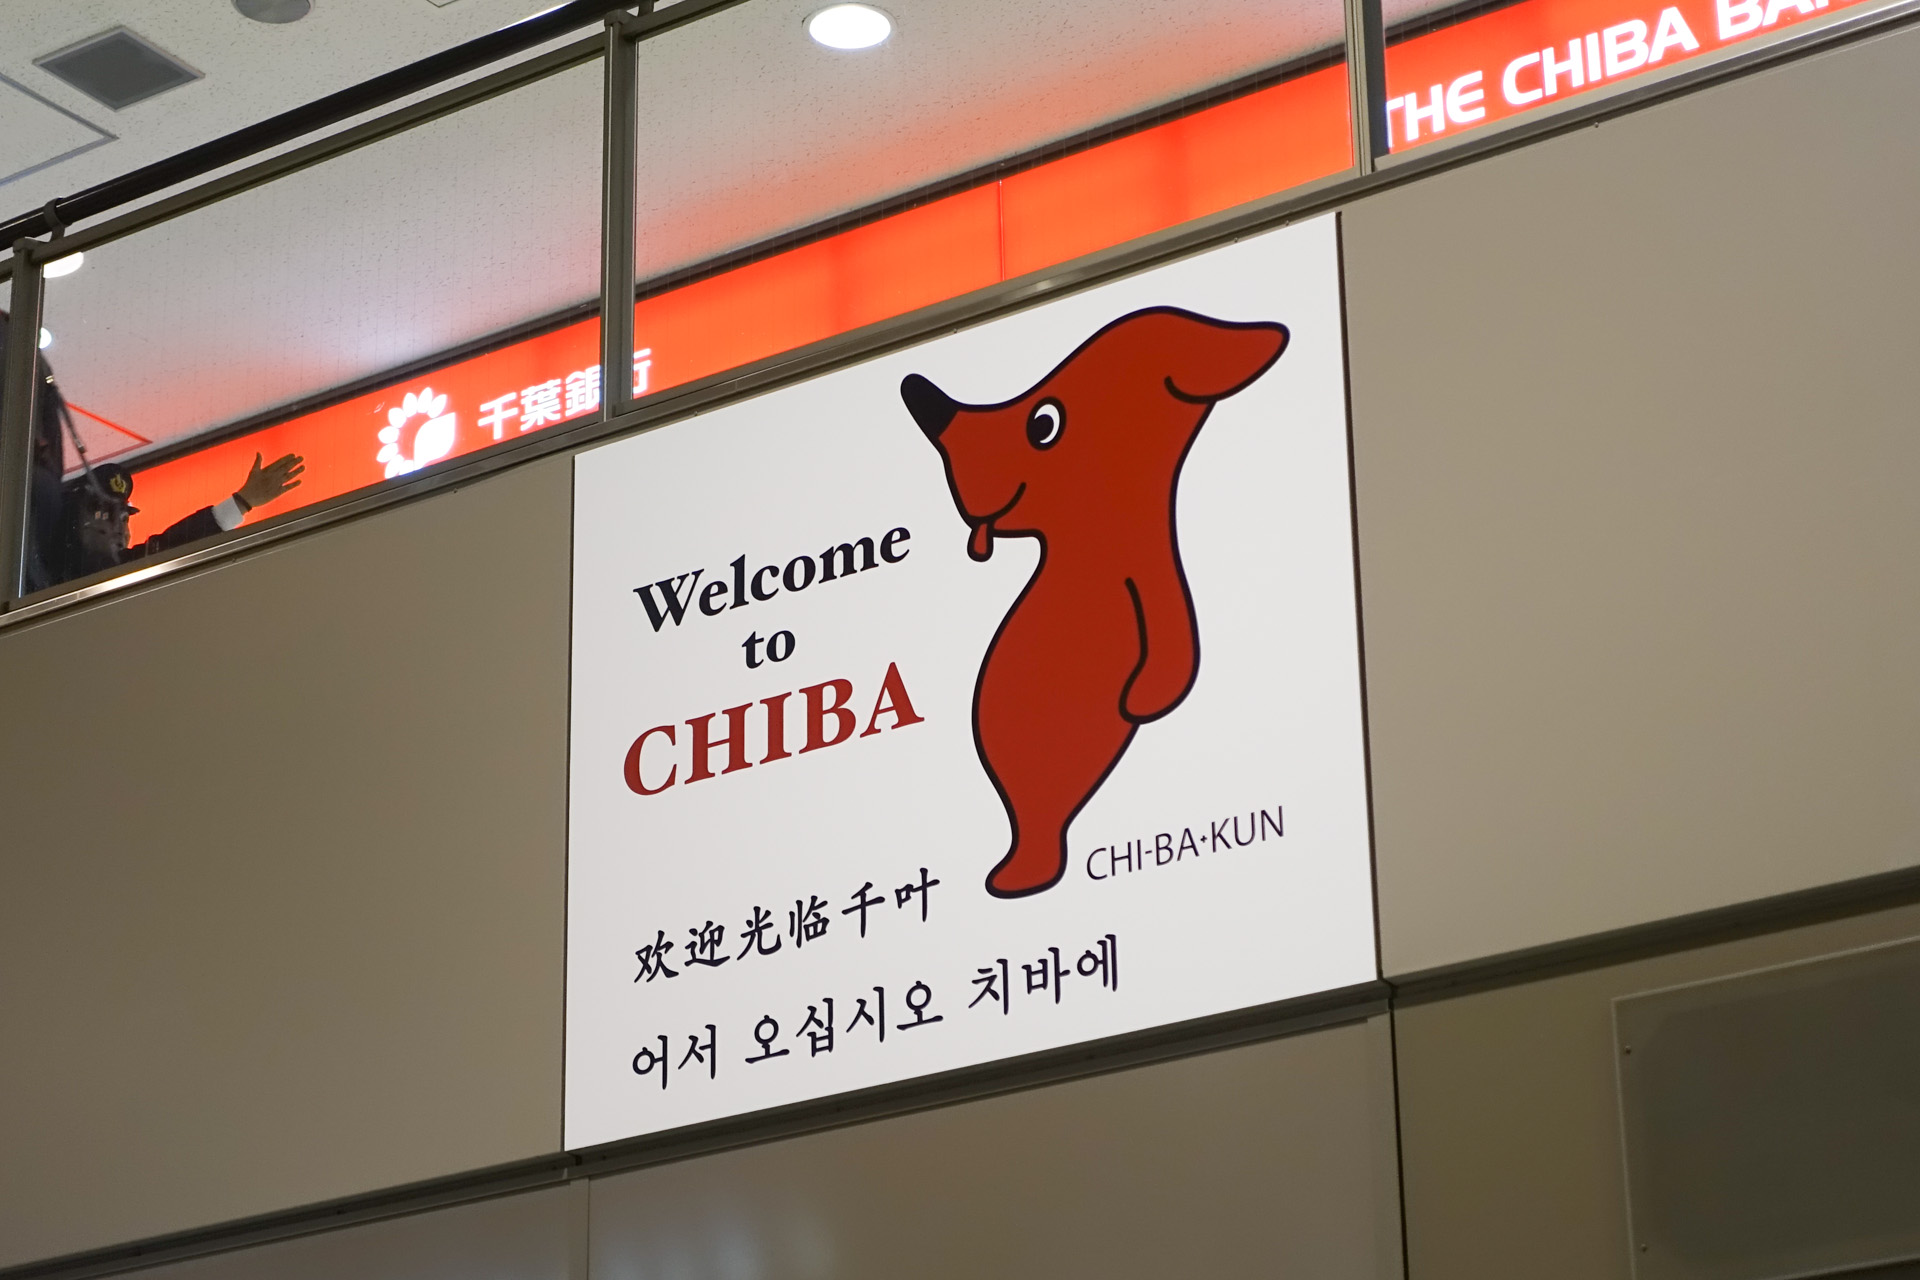 THE CHIBA
千葉銀行
Welcome
to
CHIBA
CHI-BA+KUN
欢迎光临千叶
어서 오십시오 치바에